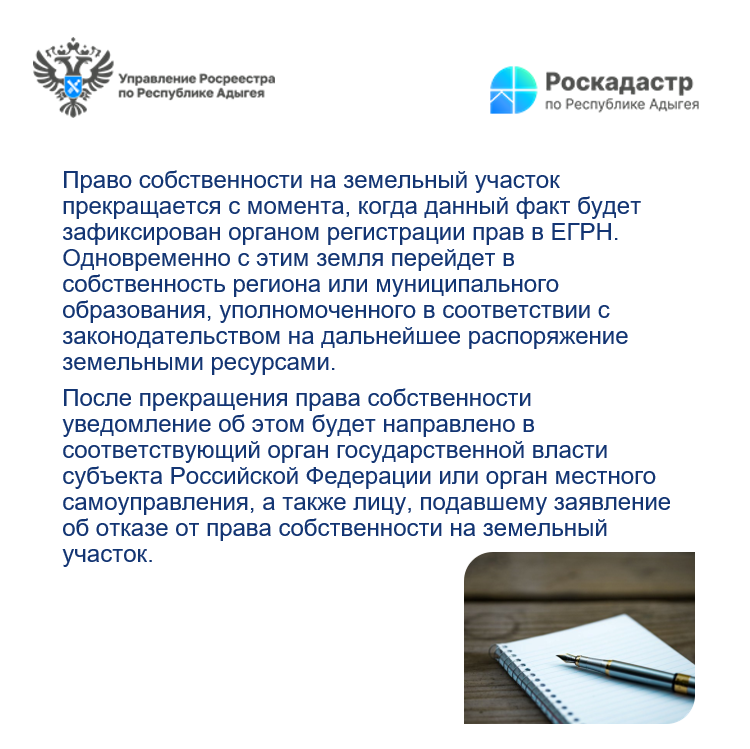 Управление Росреестра
по Республике Адыгея
Роскадастр
по Республике Адыгея
Право собственности на земельный участок
прекращается с момента, когда данный факт будет
зафиксирован органом регистрации прав в ЕГРН.
Одновременно с этим земля перейдет в
собственность региона или муниципального
образования, уполномоченного в соответствии с
законодательством на дальнейшее распоряжение
земельными ресурсами.
После прекращения права собственности
уведомление об этом будет направлено в
соответствующий орган государственной власти
субъекта Российской Федерации или орган местного
самоуправления, а также лицу, подавшему заявление
об отказе от права собственности на земельный
участок.